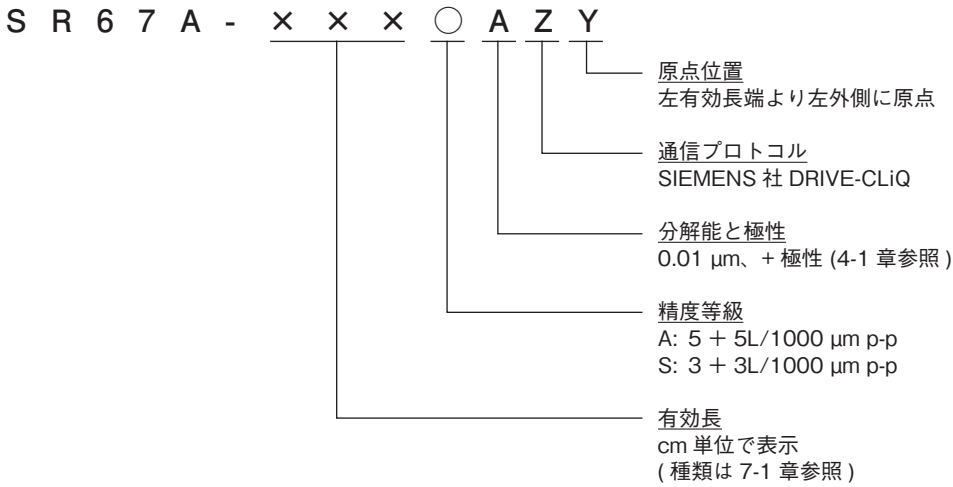 SR67A-×××○AZY
原点位置
左有効長端より左外側に原点
通信プロトコル
SIEMENS 社 DRIVE-CLiQ
分解能と極性
0.01 μm、+ 極性 (4-1 章参照 )
精度等級
A: 5 + 5L/1000 μm p-p
S: 3 + 3L/1000 μm p-p
有効長
cm 単位で表示
( 種類は 7-1 章参照 )